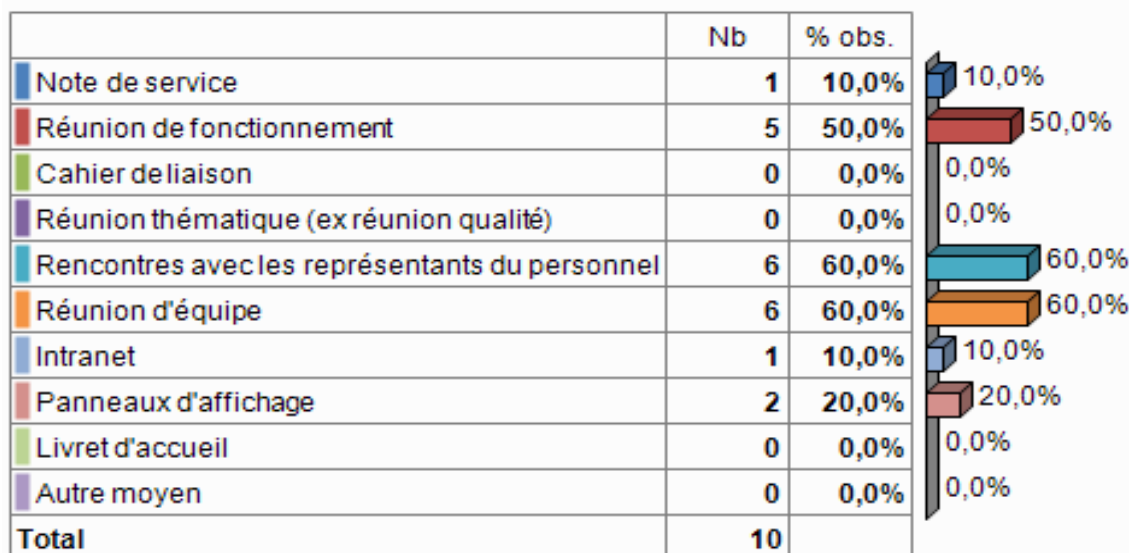 Nb % obs.
Note de service 1 10,0% 10,0%
Réunion de fonctionnement 5 50,0% 50,0%
Cahier de liaison 0 0,0% 0,0%
Réunion thématique (ex réunion qualité) 0 0,0% 0,0%
Rencontres avec les représentants du personnel 6 60,0% 60,0%
Réunion d'équipe 6 60,0% 60,0%
Intranet 1 10,0% 10,0%
Panneaux d'affichage 2 20,0% 20,0%
Livret d'accueil 0 0,0% 0,0%
Autre moyen 0 0,0% 0,0%
Total 10